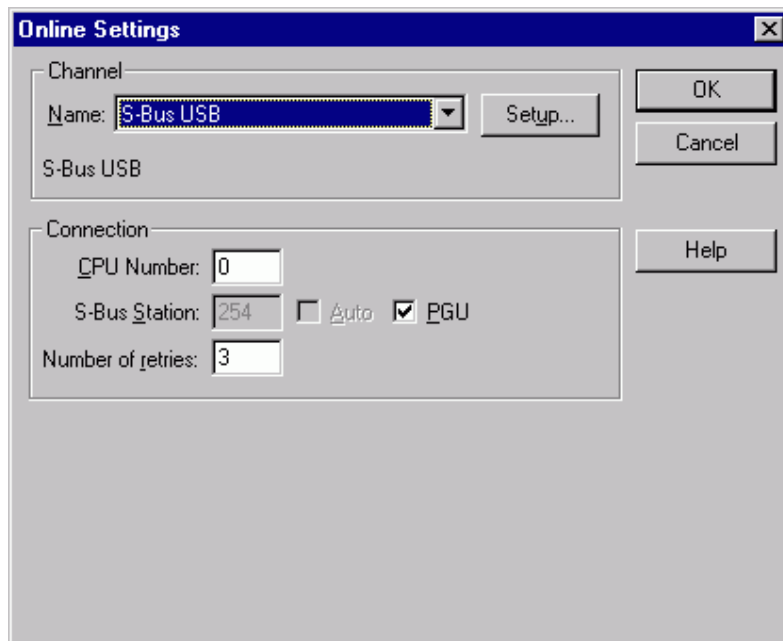 Online Settings
Channel
Name: S-Bus USB
Setup...
S-Bus USB
OK
Cancel
Connection
CPU Number: 0
S-Bus Station: 254 Auto PGU
Number of retries: 3
Help